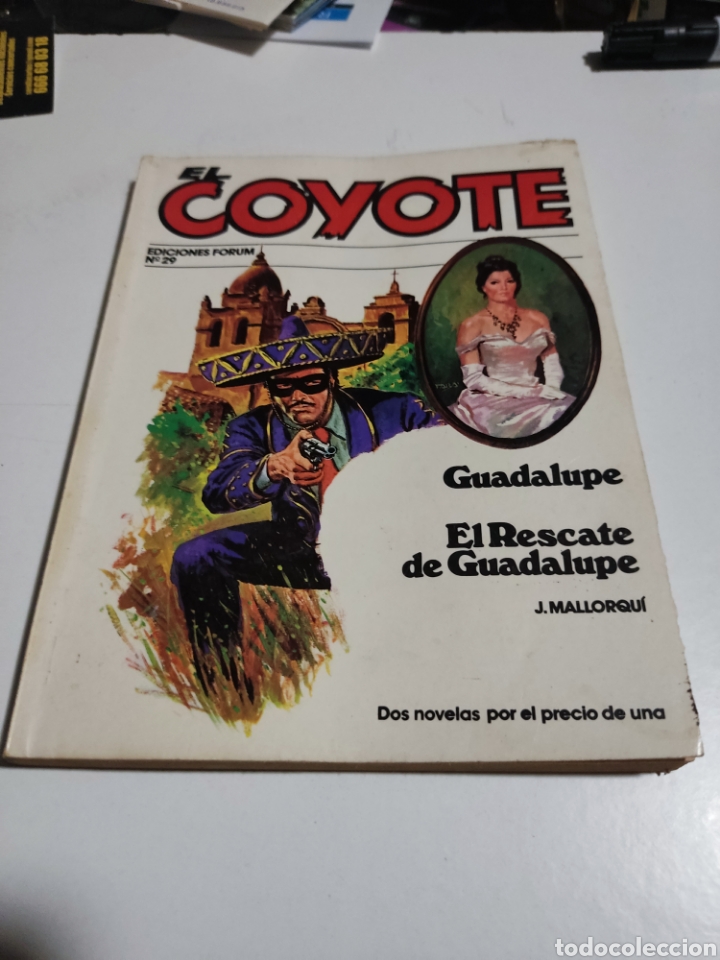 EL
COYOTE
EDICIONES FORUM
Nº 29
Guadalupe
El Rescate
de Guadalupe
J. MALLORQUÍ
Dos novelas por el precio de una
todocoleccion